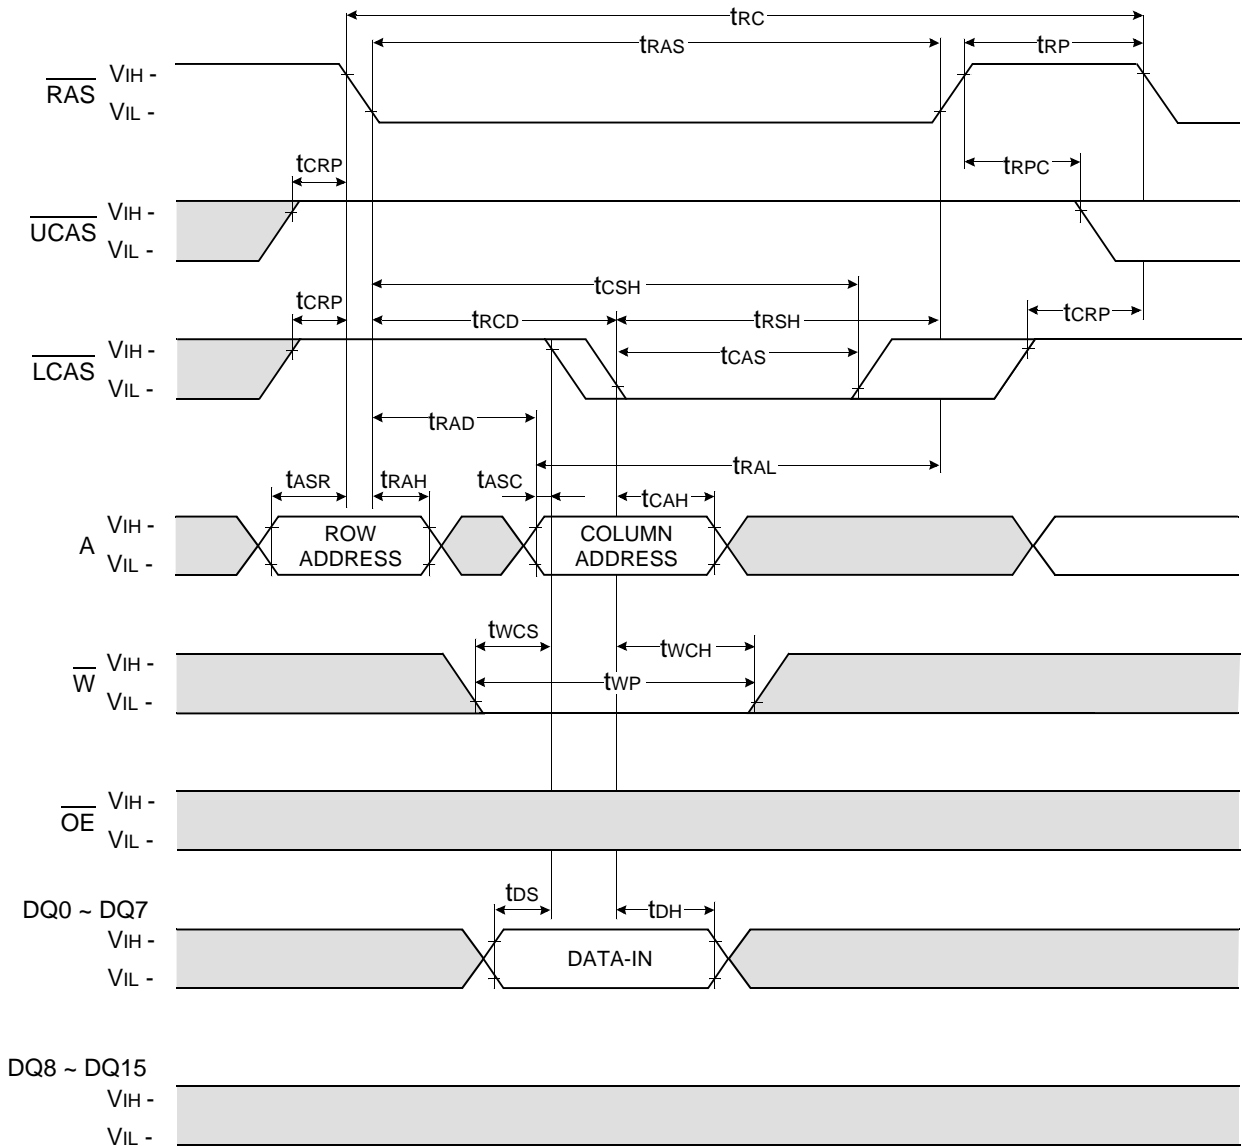 tRC
tRAS
tRP
RAS
VIH -
VIL -
tCRP
tRPC
UCAS
VIH -
VIL -
tCSH
tCRP
tRCD
tRSH
tCRP
LCAS
VIH -
VIL -
tCAS
tRAD
tRAL
tASR
tRAH
tASC
tCAH
A
VIH -
VIL -
ROW
ADDRESS
COLUMN
ADDRESS
tWCS
tWCH
W
VIH -
VIL -
tWP
OE
VIH -
VIL -
tDS
tDH
DQ0 ~ DQ7
VIH -
VIL -
DATA-IN
DQ8 ~ DQ15
VIH -
VIL -